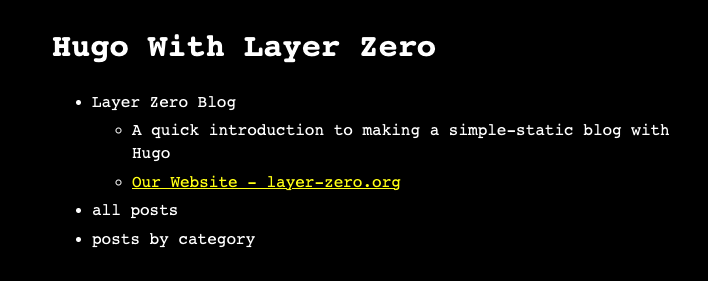 Hugo With Layer Zero
Layer Zero Blog
A quick introduction to making a simple-static blog with
Hugo
Our Website - layer-zero.org
all posts
posts by category